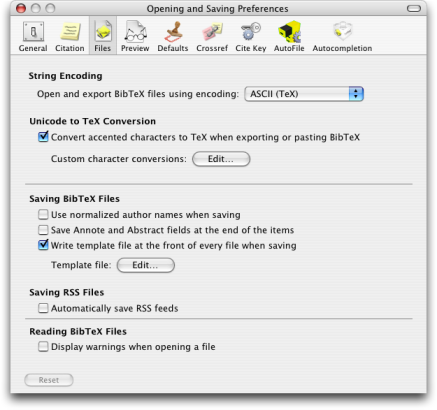 Opening and Saving Preferences
General Citation Files Preview Defaults Crossref Cite Key AutoFile Autocompletion
String Encoding
Open and export BibTeX files using encoding: ASCII (TeX)
Unicode to TeX Conversion
Convert accented characters to TeX when exporting or pasting BibTeX
Custom character conversions: Edit...
Saving BibTeX Files
Use normalized author names when saving
Save Annote and Abstract fields at the end of the items
Write template file at the front of every file when saving
Template file: Edit...
Saving RSS Files
Automatically save RSS feeds
Reading BibTeX Files
Display warnings when opening a file
Reset